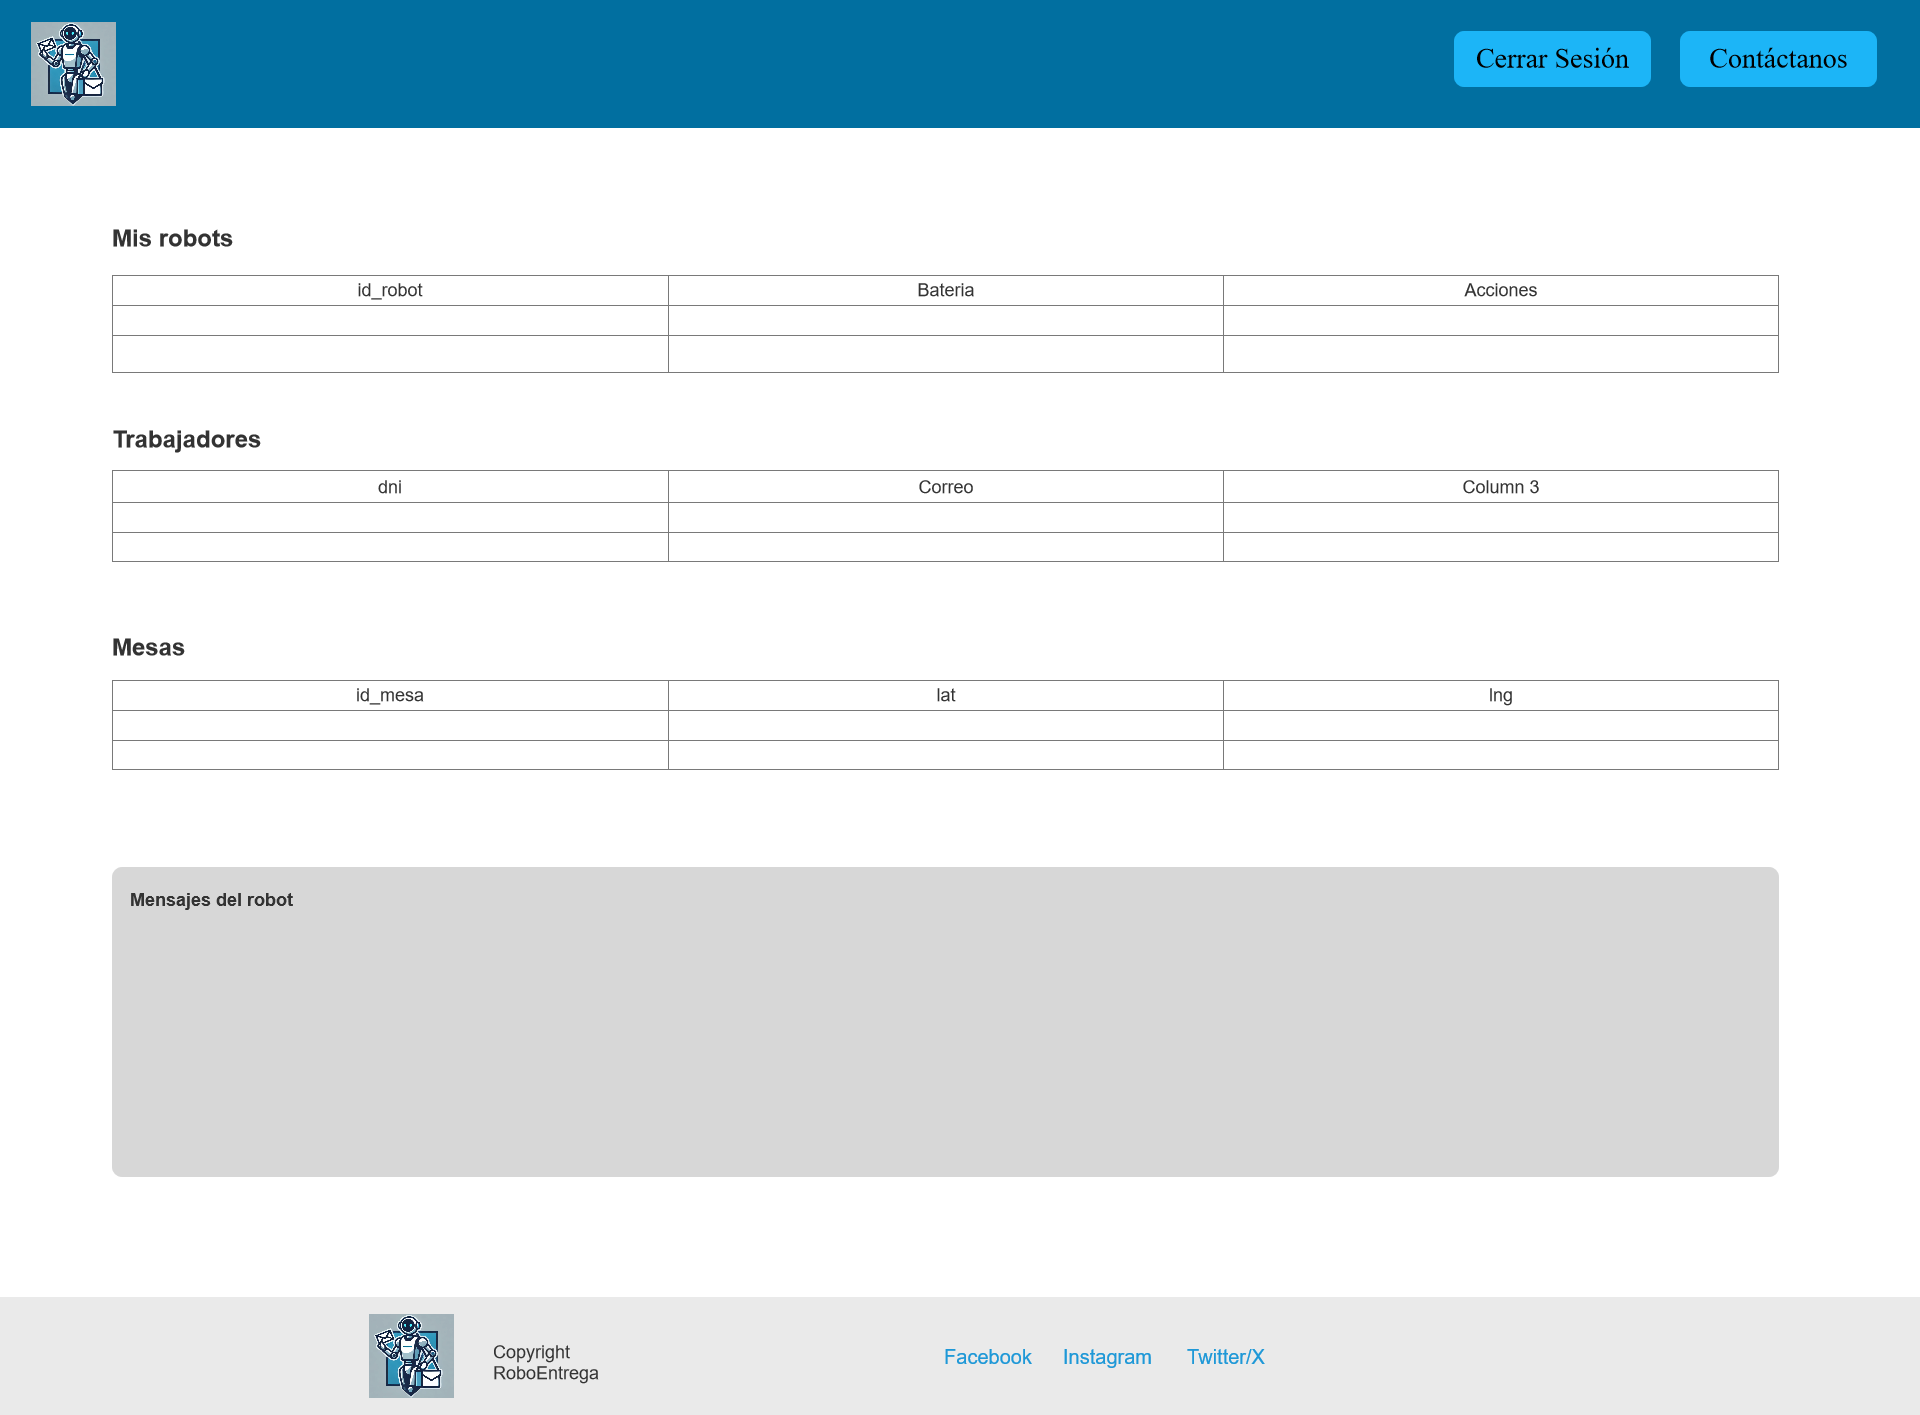 Cerrar Sesión
Contáctanos
Mis robots
id_robot Bateria Acciones
Trabajadores
dni Correo Column 3
Mesas
id_mesa lat lng
Mensajes del robot
Copyright
RoboEntrega
Facebook Instagram Twitter/X